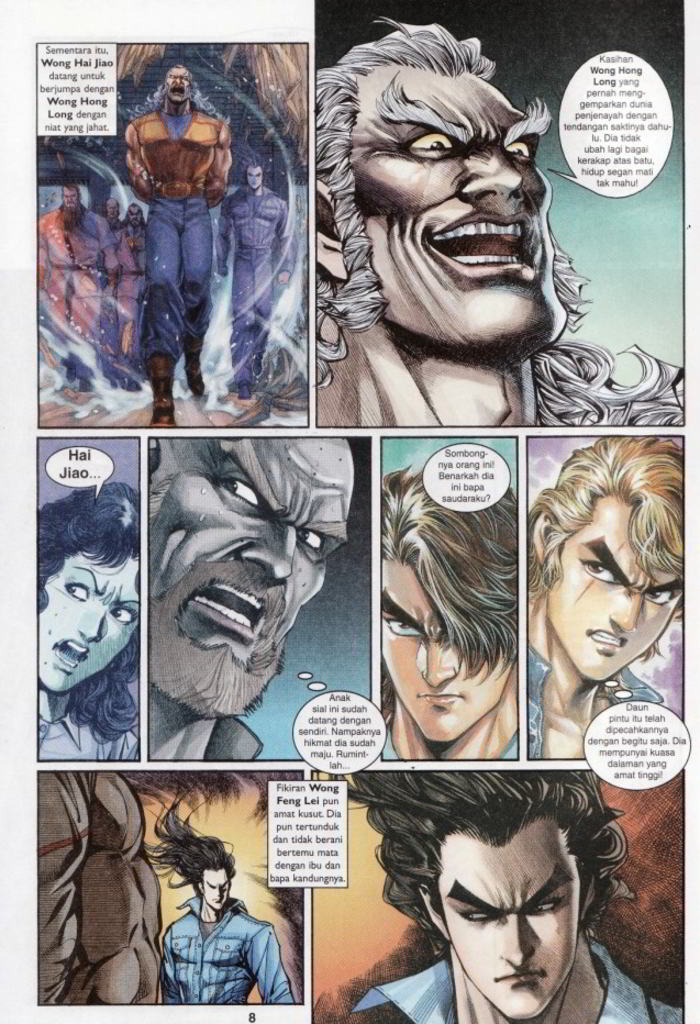 Sementara itu,
Wong Hai Jiao
datang untuk
berjumpa dengan
Wong Hong
Long dengan
niat yang jahat.
Kasihan
Wong Hong
Long yang
pernah meng-
gemparkan dunia
penjenayah dengan
tendangan saktinya dahu-
lu. Dia tidak
ubah lagi bagai
kerakap atas batu,
hidup segan mati
tak mahu!
Hai
Jiao...
Anak
sial ini sudah
datang dengan
sendiri. Nampaknya
hikmat dia sudah
maju. Rumint-
lah...
Sombong-
nya orang ini!
Benarkah dia
ini bapa
saudaraku?
Daun
pintu itu telah
dipecahkannya
dengan begitu saja. Dia
mempunyai kuasa
dalaman yang
amat tinggi!
Fikiran Wong
Feng Lei pun
amat kusut. Dia
pun tertunduk
dan tidak berani
bertemu mata
dengan ibu dan
bapa kandungnya.
8